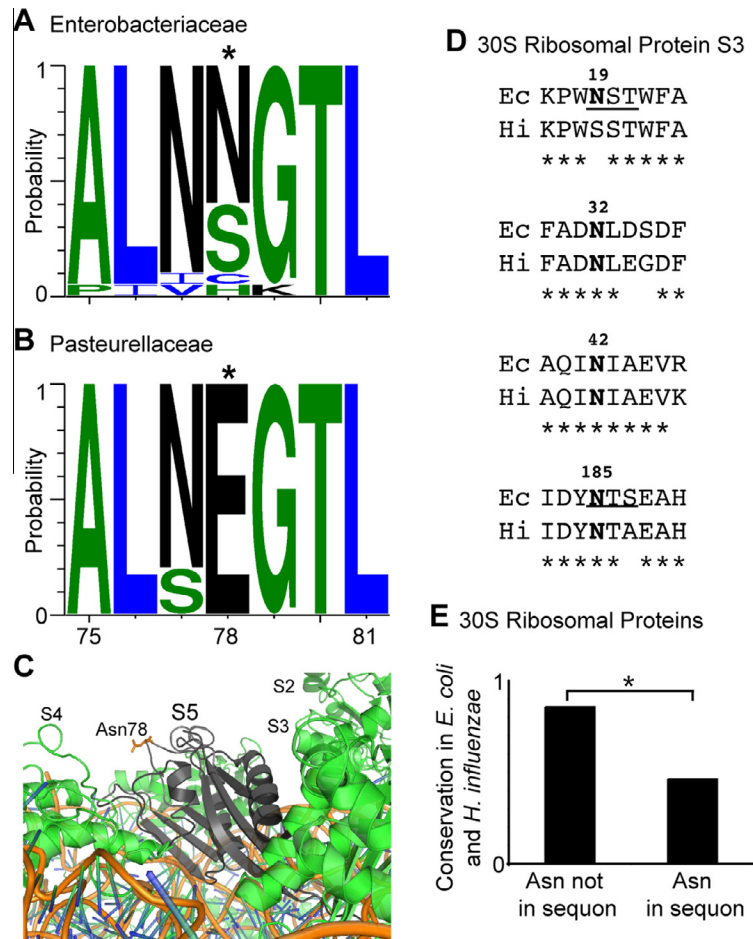 A Enterobacteriaceae
*
Probability
1
0
A L N N G T L
S
I C
P I V H K
B Pasteurellaceae
*
Probability
1
0
A L N E G T L
S
75 78 81
C
S4
Asn78
S5
S2
S3
D 30S Ribosomal Protein S3
19
Ec KPWNSTWFA
Hi KPWSSTWFA
*** *****
32
Ec FADNLDSDF
Hi FADNLEGDF
***** **
42
Ec AQINIAEVR
Hi AQINIAEVK
********
185
Ec IDYNTSEAH
Hi IDYNTAEAH
***** ***
E 30S Ribosomal Proteins
Conservation in E. coli
and H. influenzae
1
0
*
Asn not
in sequon
Asn
in sequon